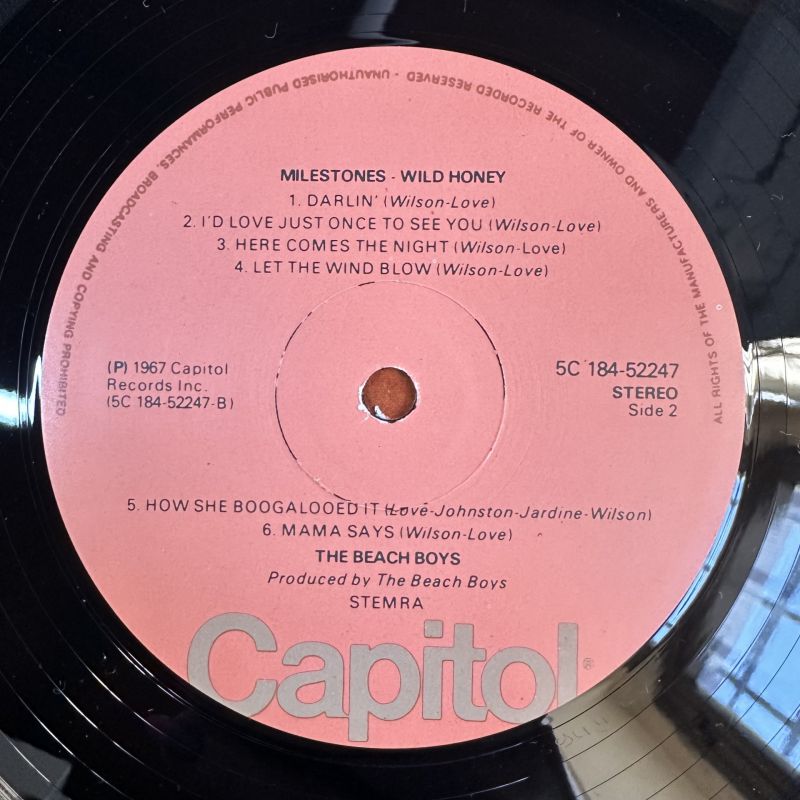 ALL RIGHTS OF THE MANUFACTURERS AND OWNER OF THE RECORDED RESERVED - UNAUTHORISED PUBLIC PERFORMANCES. BROADCASTING AND COPYING PROHIBITED.
MILESTONES - WILD HONEY
1. DARLIN' (Wilson-Love)
2. I'D LOVE JUST ONCE TO SEE YOU (Wilson-Love)
3. HERE COMES THE NIGHT (Wilson-Love)
4. LET THE WIND BLOW (Wilson-Love)
(P) 1967 Capitol
Records Inc.
(5C 184-52247-B)
5C 184-52247
STEREO
Side 2
5. HOW SHE BOOGALOOED IT (Love-Johnston-Jardine-Wilson)
6. MAMA SAYS (Wilson-Love)
THE BEACH BOYS
Produced by The Beach Boys
STEMRA
Capitol®